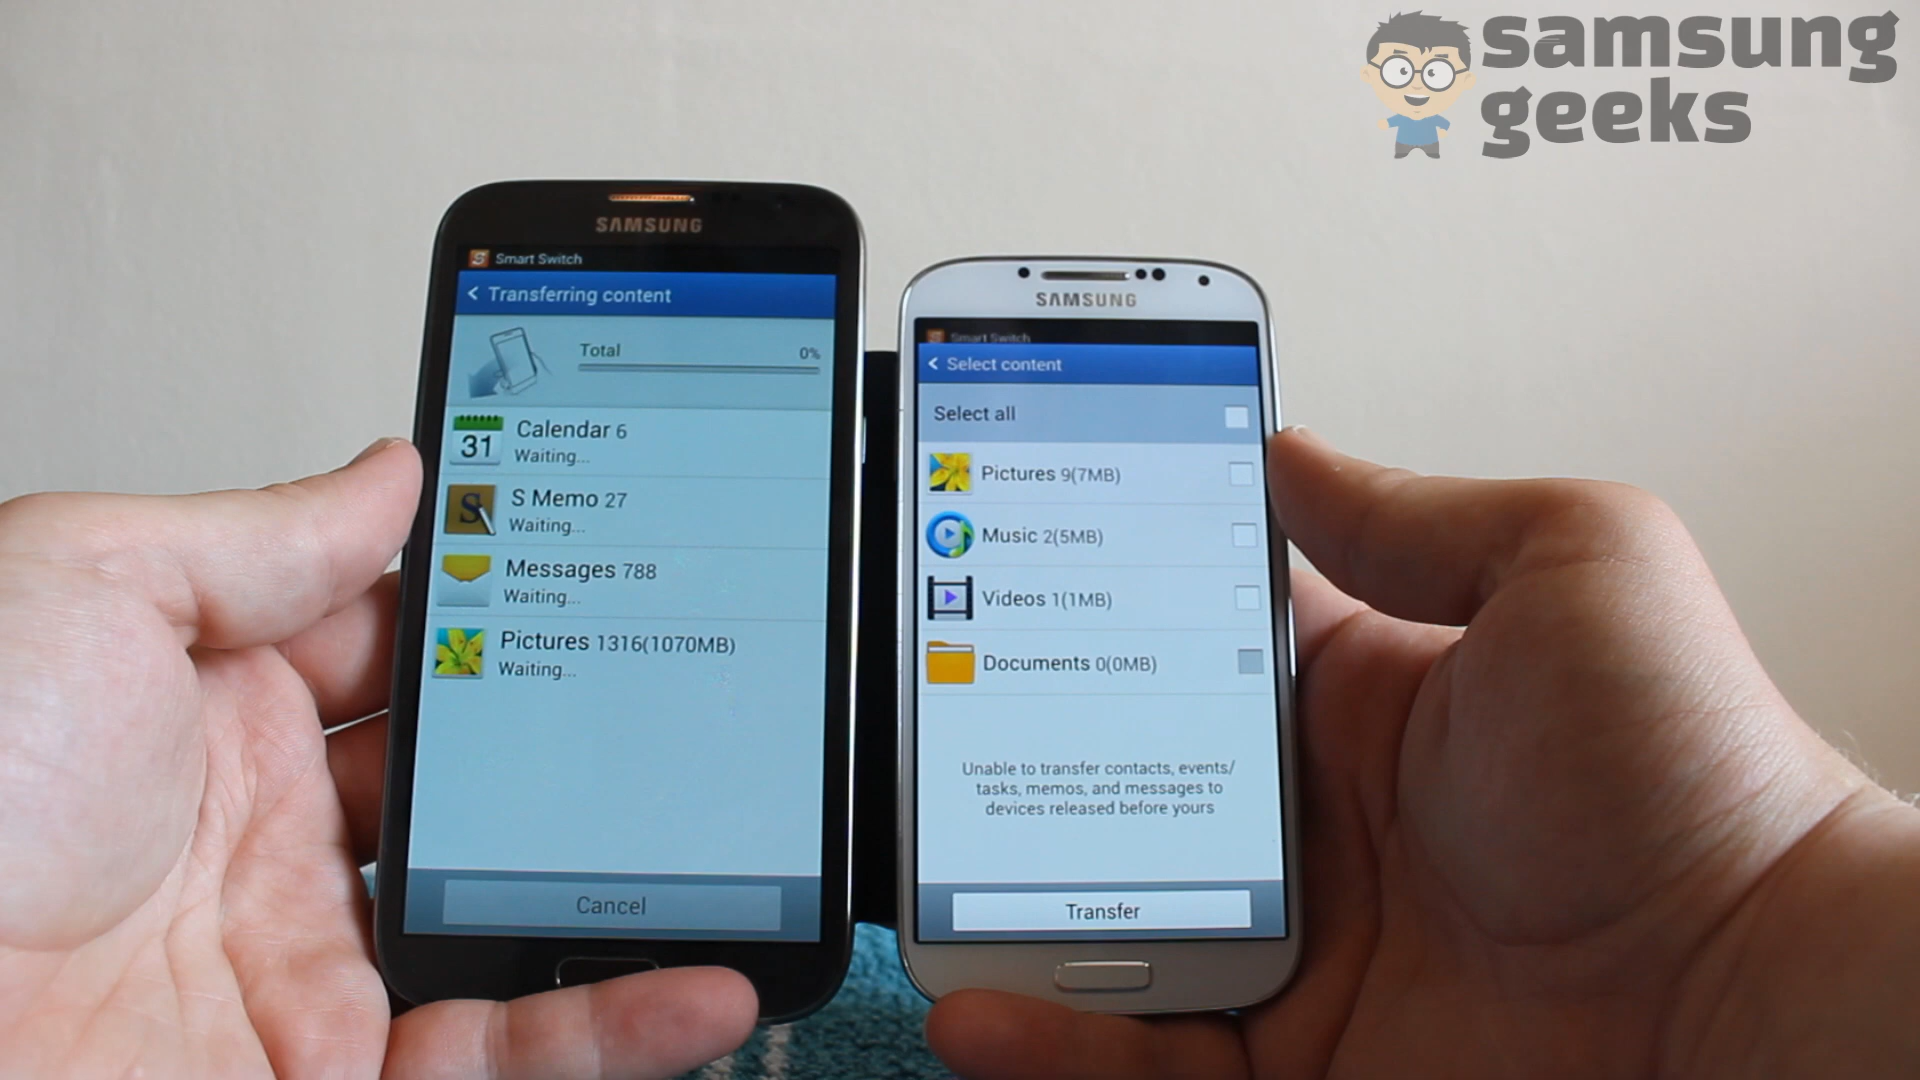 samsung
geeks
SAMSUNG
Smart Switch
Transferring content
Total 0%
31
Calendar 6
Waiting...
S
S Memo 27
Waiting...
Messages 788
Waiting...
Pictures 1316(1070MB)
Waiting...
Cancel
SAMSUNG
Smart Switch
Select content
Select all
Pictures 9(7MB)
Music 2(5MB)
Videos 1(1MB)
Documents 0(0MB)
Unable to transfer contacts, events/
tasks, memos, and messages to
devices released before yours
Transfer